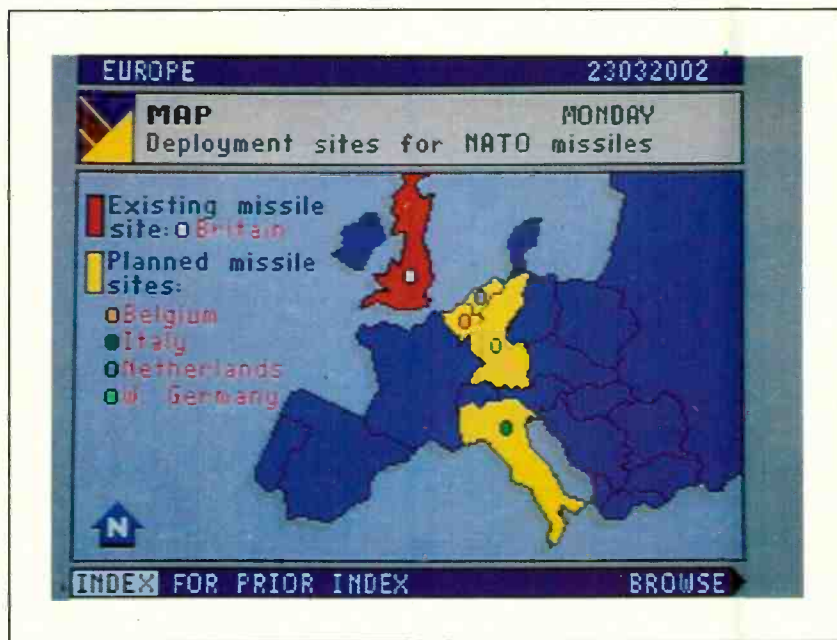 EUROPE 23032002
MAP MONDAY
Deployment sites for NATO missiles
Existing missile
site: Britain
Planned missile
sites:
Belgium
Italy
Netherlands
W. Germany
N
INDEX FOR PRIOR INDEX BROWSE